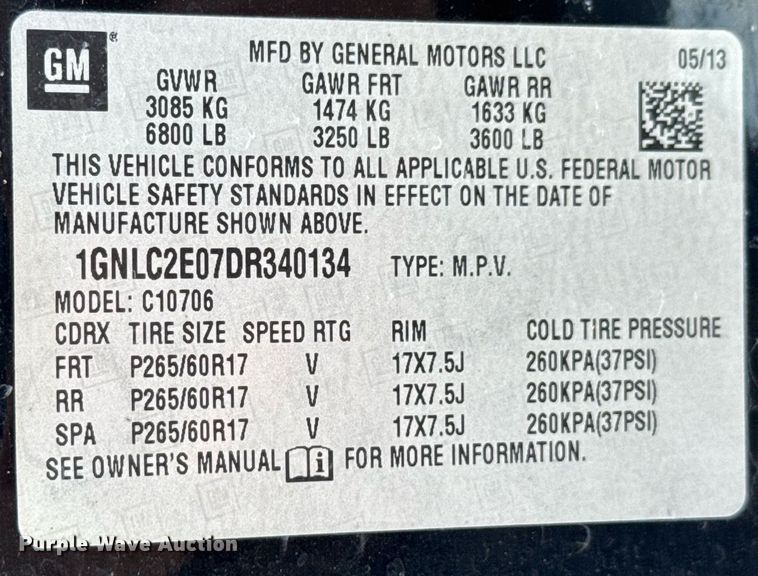 GM®
MFD BY GENERAL MOTORS LLC 05/13
GVWR GAWR FRT GAWR RR
3085 KG 1474 KG 1633 KG
6800 LB 3250 LB 3600 LB
THIS VEHICLE CONFORMS TO ALL APPLICABLE U.S. FEDERAL MOTOR
VEHICLE SAFETY STANDARDS IN EFFECT ON THE DATE OF
MANUFACTURE SHOWN ABOVE.
1GNLC2E07DR340134 TYPE: M.P.V.
MODEL: C10706
CDRX TIRE SIZE SPEED RTG RIM COLD TIRE PRESSURE
FRT P265/60R17 V 17X7.5J 260KPA(37PSI)
RR P265/60R17 V 17X7.5J 260KPA(37PSI)
SPA P265/60R17 V 17X7.5J 260KPA(37PSI)
SEE OWNER'S MANUAL i FOR MORE INFORMATION.
Purple Wave Auction